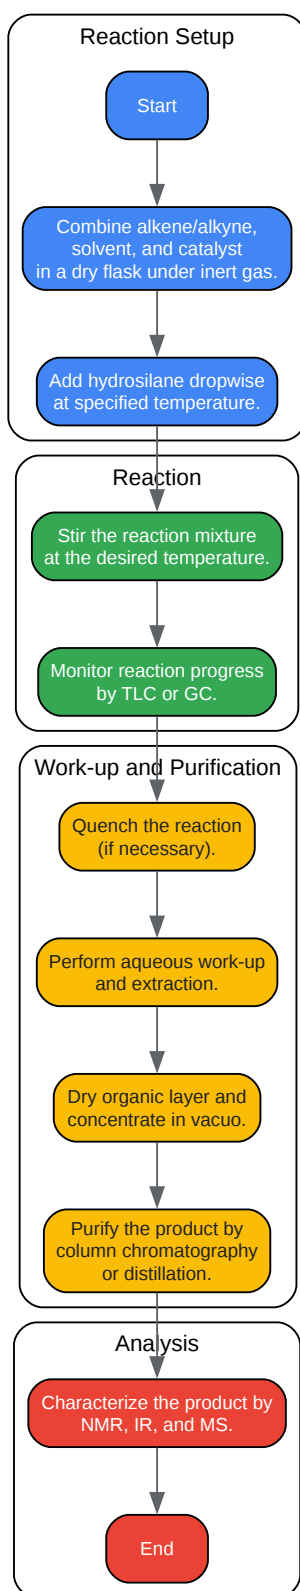 Reaction Setup
Start
Combine alkene/alkyne,
solvent, and catalyst
in a dry flask under inert gas.
Add hydrosilane dropwise
at specified temperature.
Reaction
Stir the reaction mixture
at the desired temperature.
Monitor reaction progress
by TLC or GC.
Work-up and Purification
Quench the reaction
(if necessary).
Perform aqueous work-up
and extraction.
Dry organic layer and
concentrate in vacuo.
Purify the product by
column chromatography
or distillation.
Analysis
Characterize the product by
NMR, IR, and MS.
End